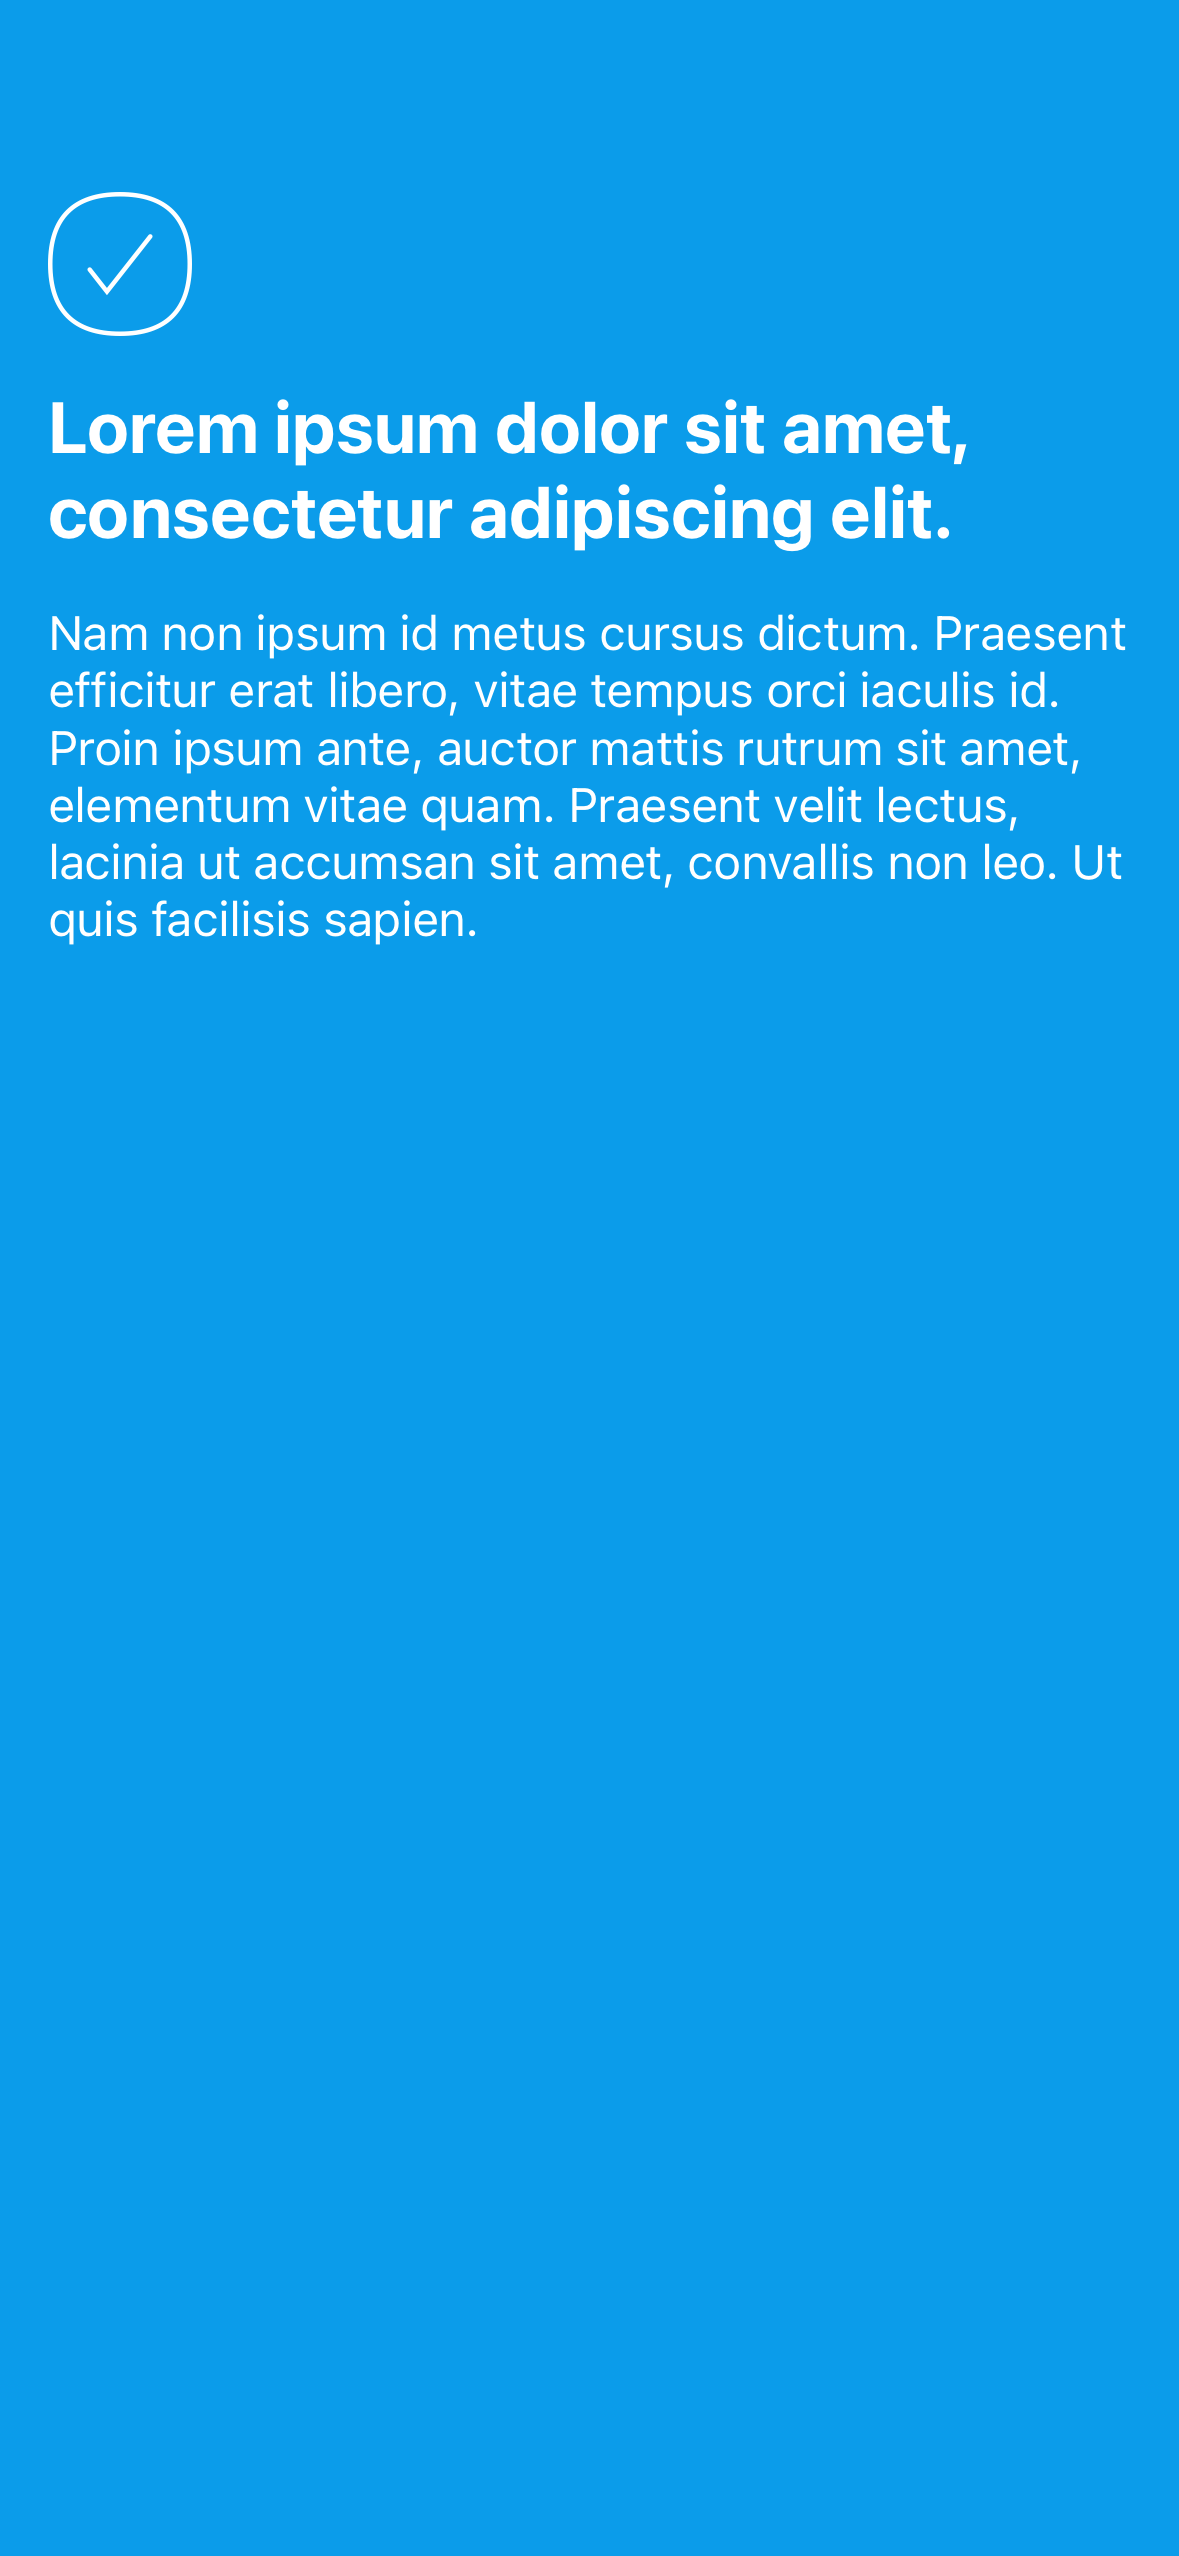 Lorem ipsum dolor sit amet,
consectetur adipiscing elit.
Nam non ipsum id metus cursus dictum. Praesent
efficitur erat libero, vitae tempus orci iaculis id.
Proin ipsum ante, auctor mattis rutrum sit amet,
elementum vitae quam. Praesent velit lectus,
lacinia ut accumsan sit amet, convallis non leo. Ut
quis facilisis sapien.